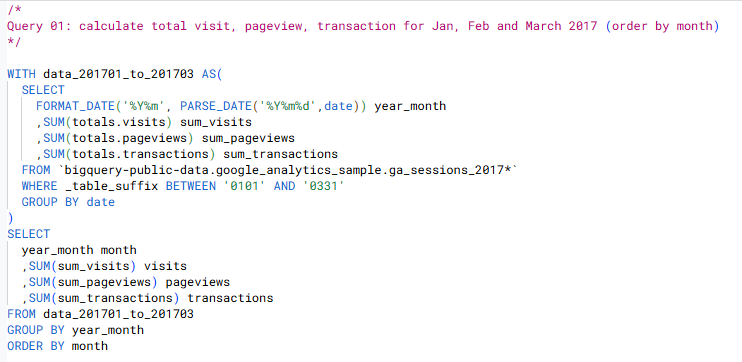 /*
Query 01: calculate total visit, pageview, transaction for Jan, Feb and March 2017 (order by month)
*/
WITH data_201701_to_201703 AS(
SELECT
FORMAT_DATE('%Y%m', PARSE_DATE('%Y%m%d',date)) year_month
,SUM(totals.visits) sum_visits
,SUM(totals.pageviews) sum_pageviews
,SUM(totals.transactions) sum_transactions
FROM `bigquery-public-data.google_analytics_sample.ga_sessions_2017*`
WHERE _table_suffix BETWEEN '0101' AND '0331'
GROUP BY date
)
SELECT
year_month month
,SUM(sum_visits) visits
,SUM(sum_pageviews) pageviews
,SUM(sum_transactions) transactions
FROM data_201701_to_201703
GROUP BY year_month
ORDER BY month